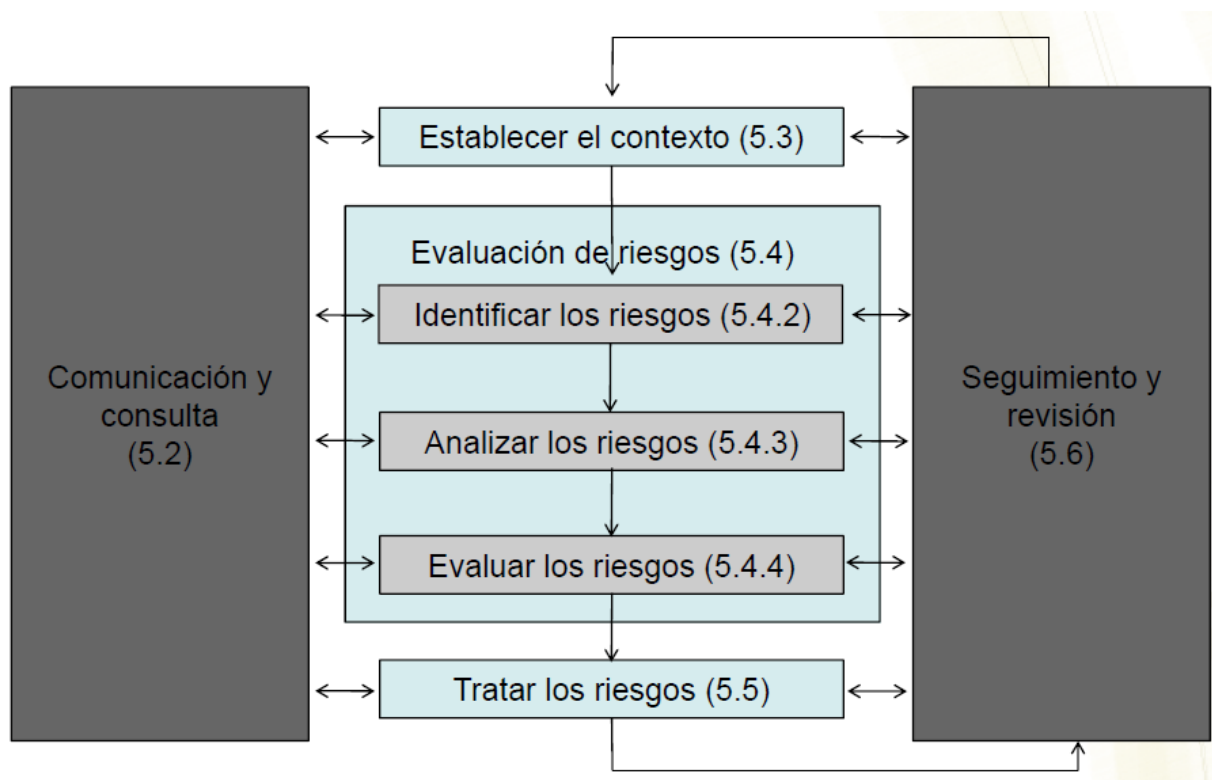 Establecer el contexto (5.3)
Evaluación de riesgos (5.4)
Identificar los riesgos (5.4.2)
Comunicación y
consulta
(5.2)
Seguimiento y
revisión
(5.6)
Analizar los riesgos (5.4.3)
Evaluar los riesgos (5.4.4)
Tratar los riesgos (5.5)